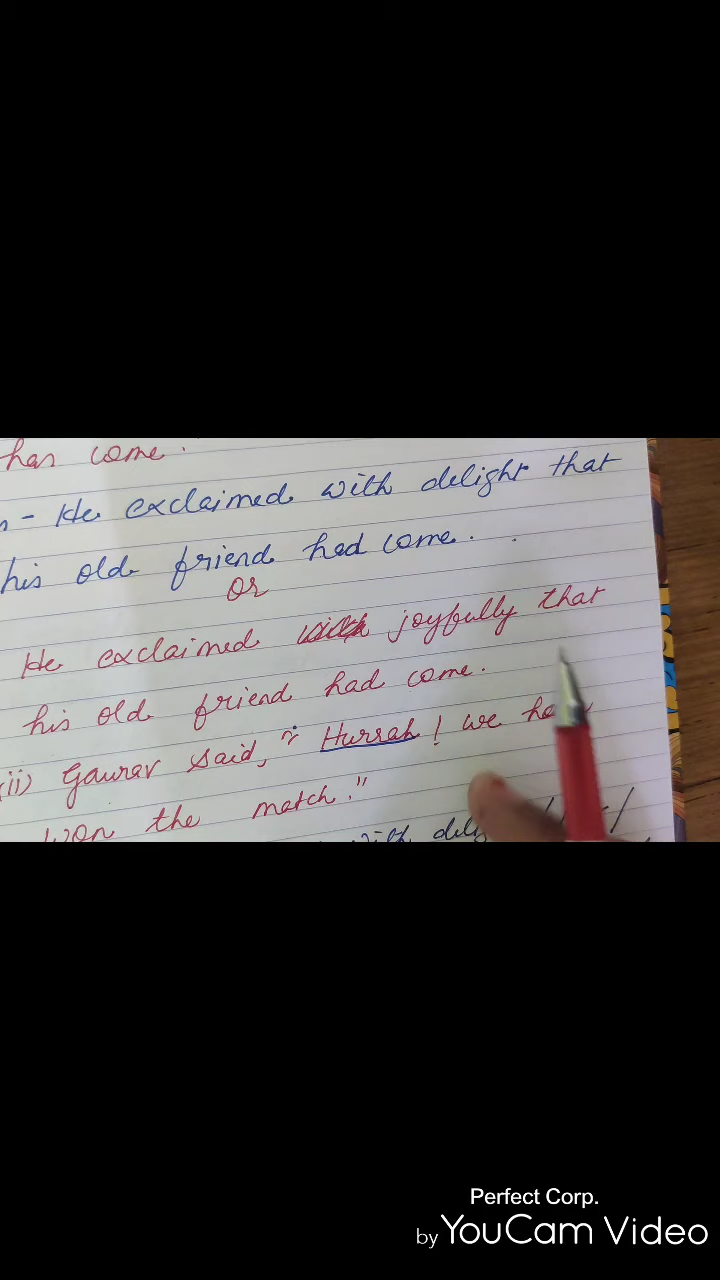 has come.
- He exclaimed with delight that
his old friend had come.
or
He exclaimed joyfully that
his old friend had come.
(ii) Gaurav said, " Hurrah ! we
won the match."
with
Perfect Corp.
by YouCam Video